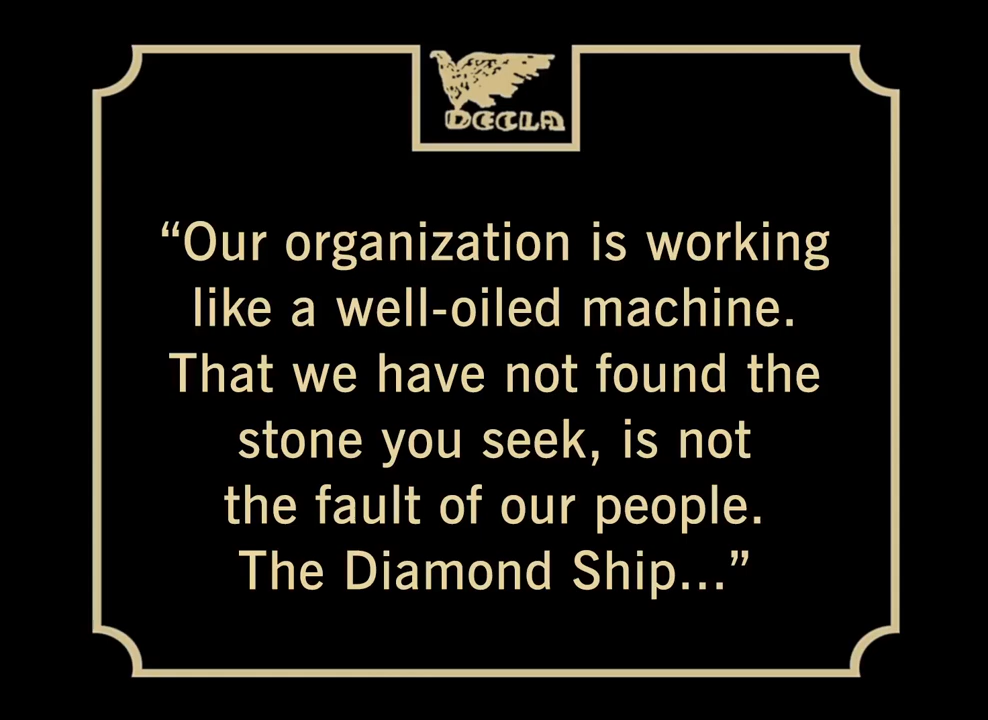 DECLA
“Our organization is working
like a well-oiled machine.
That we have not found the
stone you seek, is not
the fault of our people.
The Diamond Ship...”